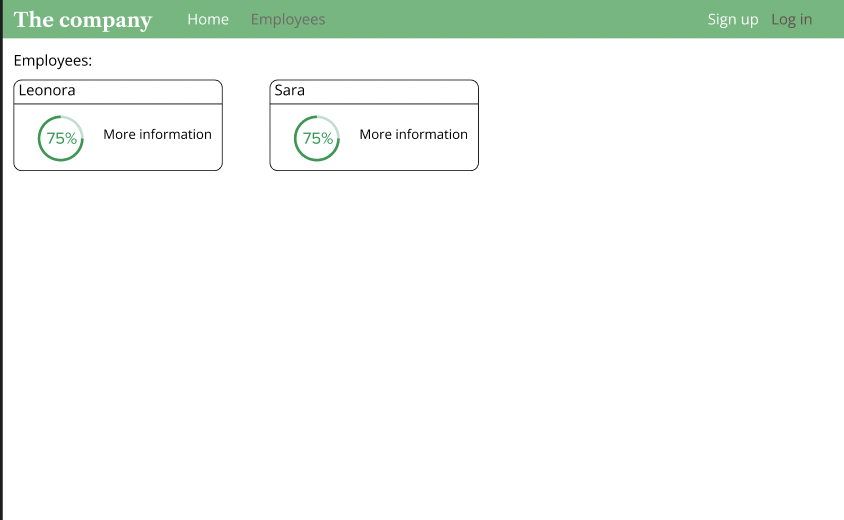 The company Home Employees Sign up Log in
Employees:
Leonora Sara
75% More information 75% More information